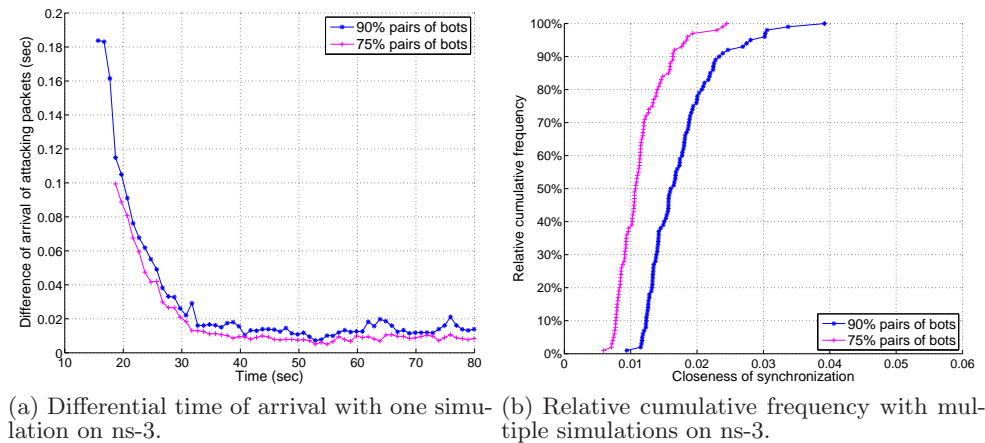 0.2
0.18
0.16
0.14
0.12
0.1
0.08
0.06
0.04
0.02
0
Difference of arrival of attacking packets (sec)
90% pairs of bots
75% pairs of bots
10 20 30 40 50 60 70 80
Time (sec)
100%
90%
80%
70%
60%
50%
40%
30%
20%
10%
0%
Relative cumulative frequency
90% pairs of bots
75% pairs of bots
0 0.01 0.02 0.03 0.04 0.05 0.06
Closeness of synchronization
(a) Differential time of arrival with one simu-
lation on ns-3.
(b) Relative cumulative frequency with mul-
tiple simulations on ns-3.